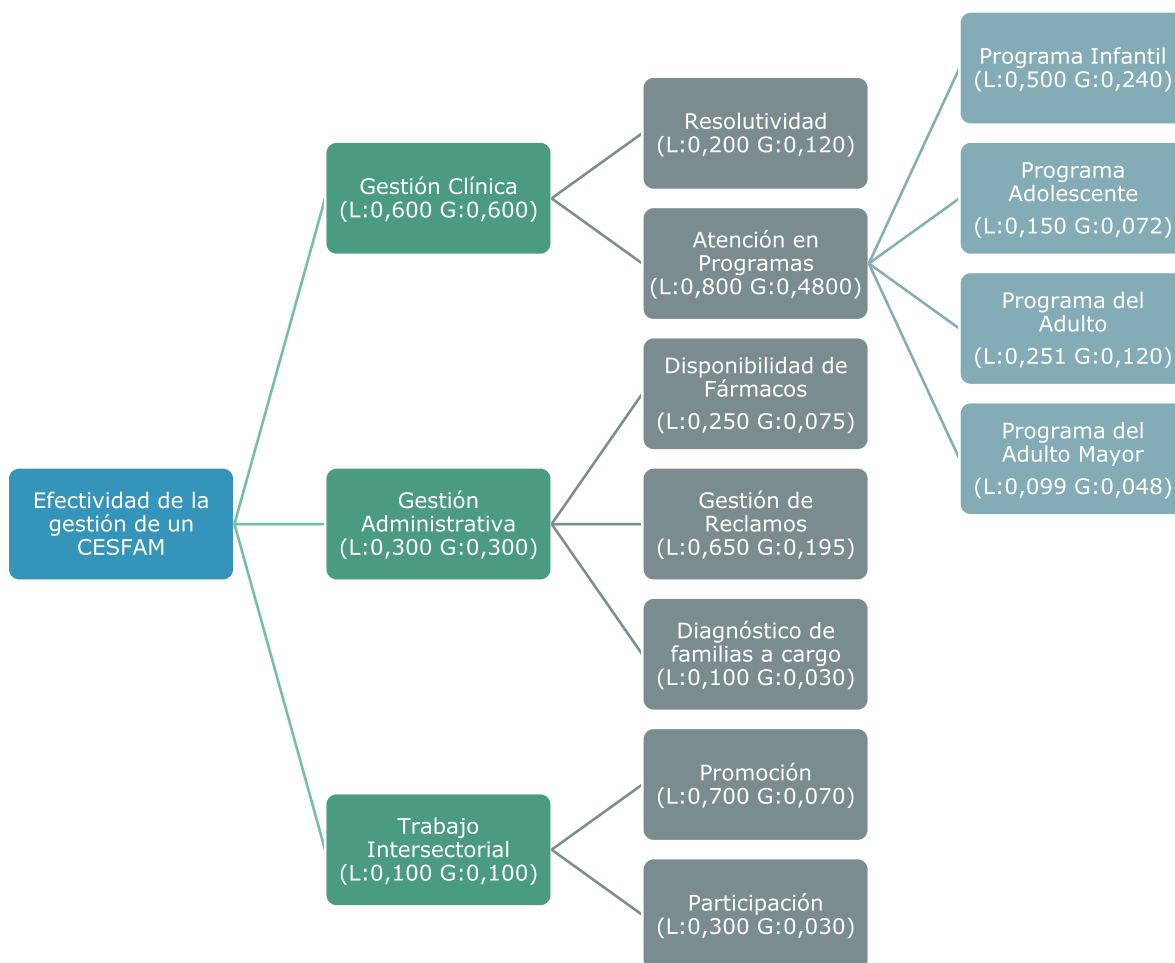 Efectividad de la
gestión de un
CESFAM
Gestión Clínica
(L:0,600 G:0,600)
Resolutividad
(L:0,200 G:0,120)
Atención en
Programas
(L:0,800 G:0,4800)
Programa Infantil
(L:0,500 G:0,240)
Programa
Adolescente
(L:0,150 G:0,072)
Programa del
Adulto
(L:0,251 G:0,120)
Programa del
Adulto Mayor
(L:0,099 G:0,048)
Gestión
Administrativa
(L:0,300 G:0,300)
Disponibilidad de
Fármacos
(L:0,250 G:0,075)
Gestión de
Reclamos
(L:0,650 G:0,195)
Diagnóstico de
familias a cargo
(L:0,100 G:0,030)
Trabajo
Intersectorial
(L:0,100 G:0,100)
Promoción
(L:0,700 G:0,070)
Participación
(L:0,300 G:0,030)